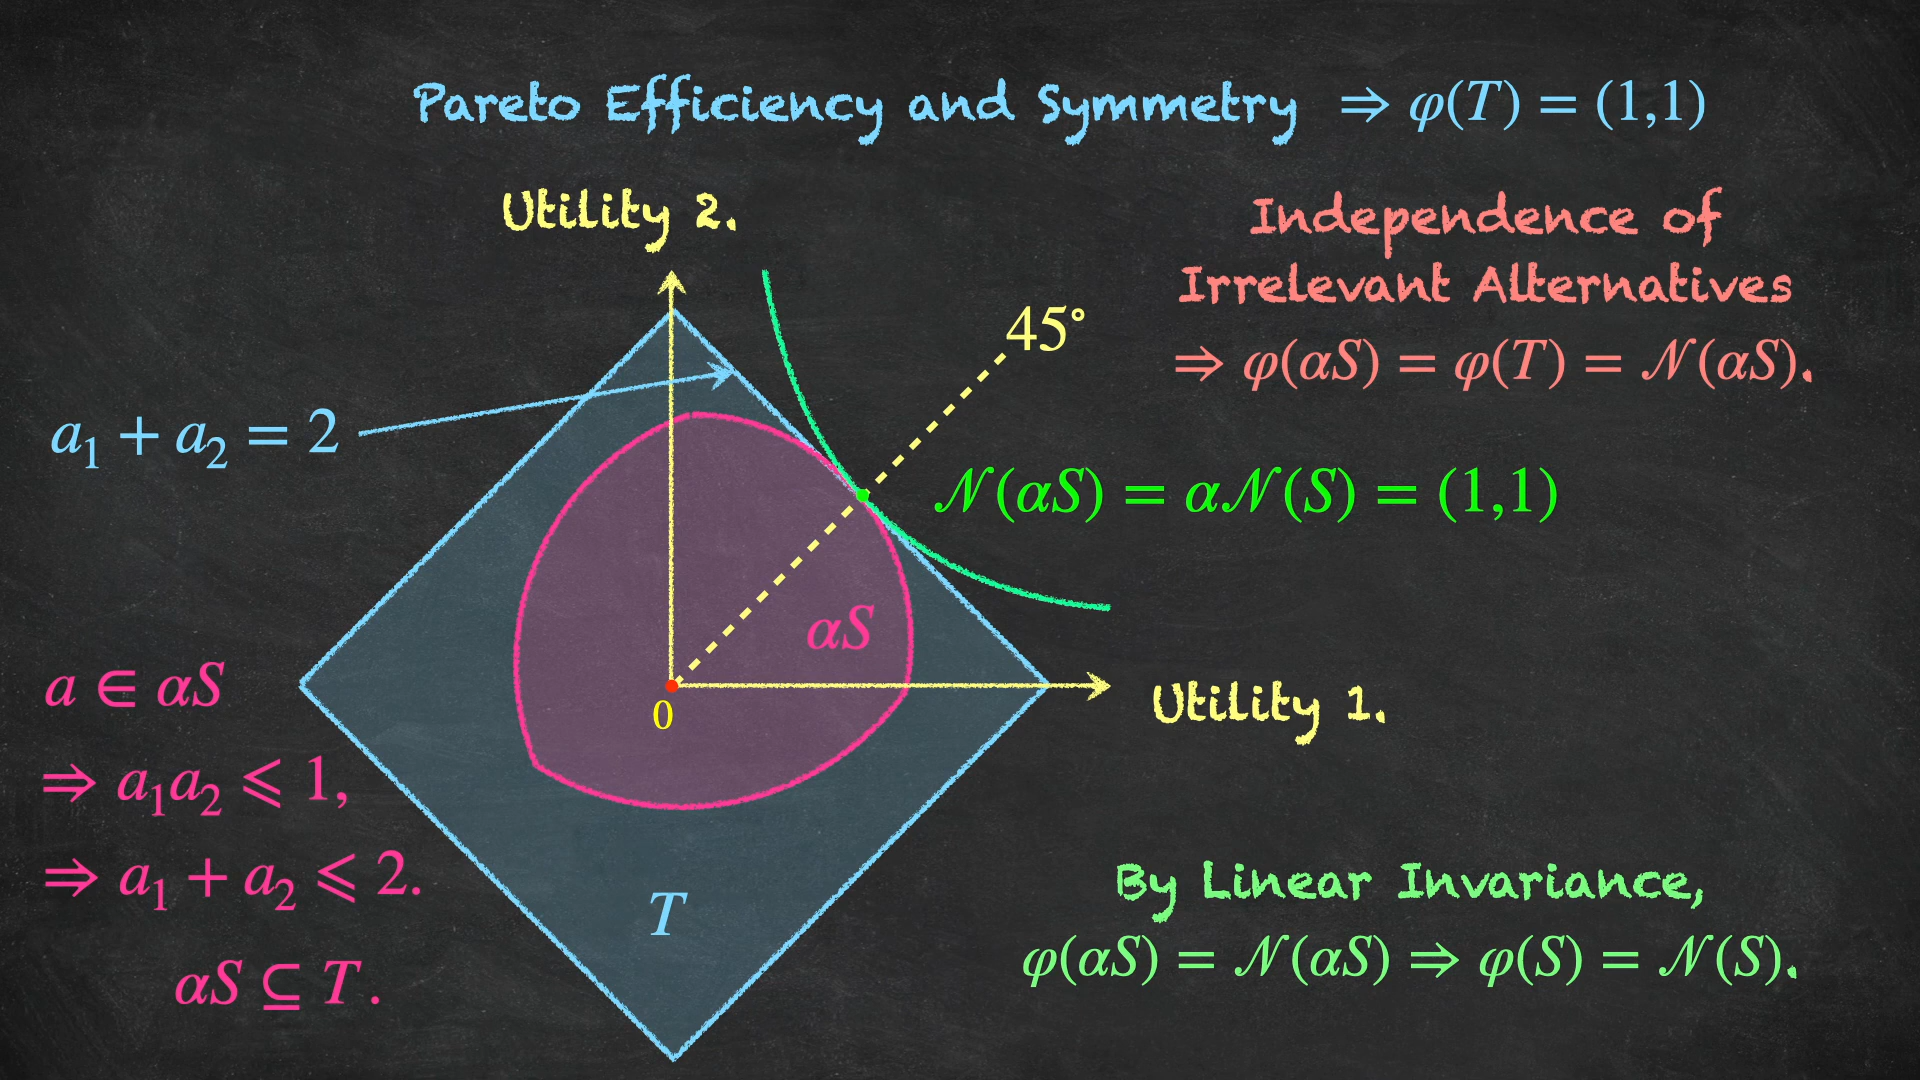 Pareto Efficiency and Symmetry ⇒ φ(T) = (1,1)
Utility 2.
Independence of
Irrelevant Alternatives
⇒ φ(αS) = φ(T) = 𝒩(αS).
45°
a₁ + a₂ = 2
𝒩(αS) = α𝒩(S) = (1,1)
αS
a ∈ αS
0
Utility 1.
⇒ a₁a₂ ⩽ 1,
⇒ a₁ + a₂ ⩽ 2.
T
αS ⊆ T.
By Linear Invariance,
φ(αS) = 𝒩(αS) ⇒ φ(S) = 𝒩(S).